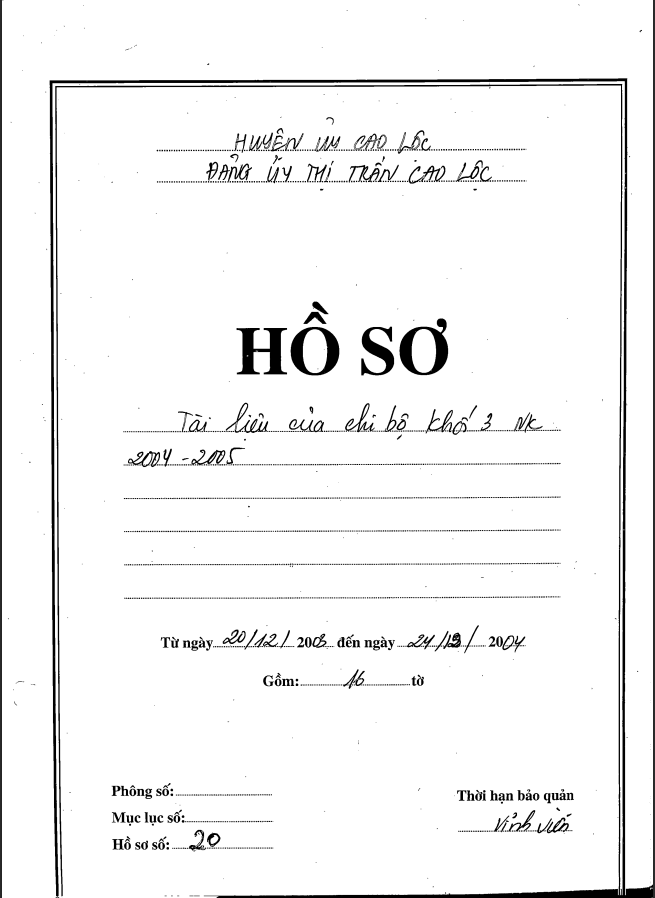 HUYỆN ỦY CAO LỘC
ĐẢNG ỦY THỊ TRẤN CAO LỘC
HỒ SƠ
Tài liệu của chi bộ khối 3 NK
2004 - 2005
Từ ngày 20/12/ 2003 đến ngày 24/12/ 2004
Gồm: 16 tờ
Phông số:
Mục lục số:
Hồ sơ số: 20
Thời hạn bảo quản
Vĩnh viễn